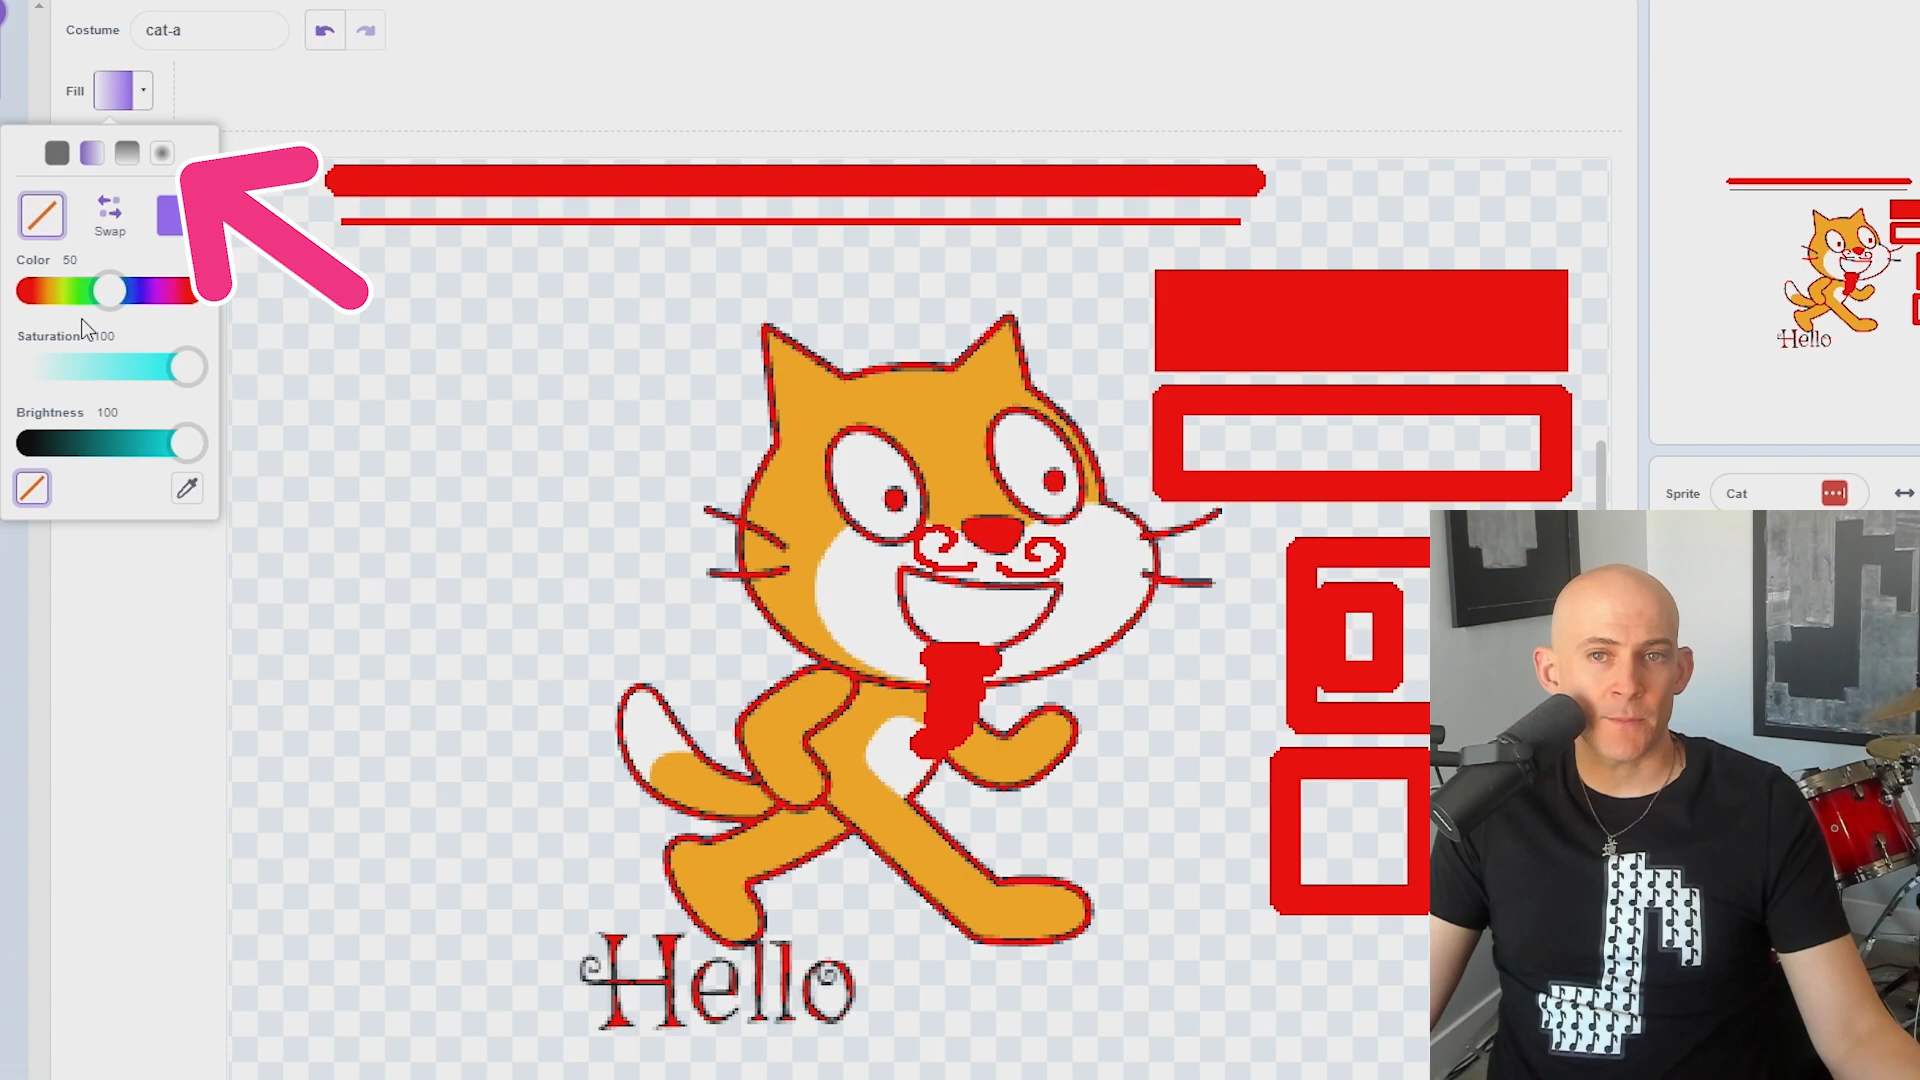 Costume cat-a
Fill
Swap
Color 50
Saturation 100
Brightness 100
Hello
Hello
Sprite Cat